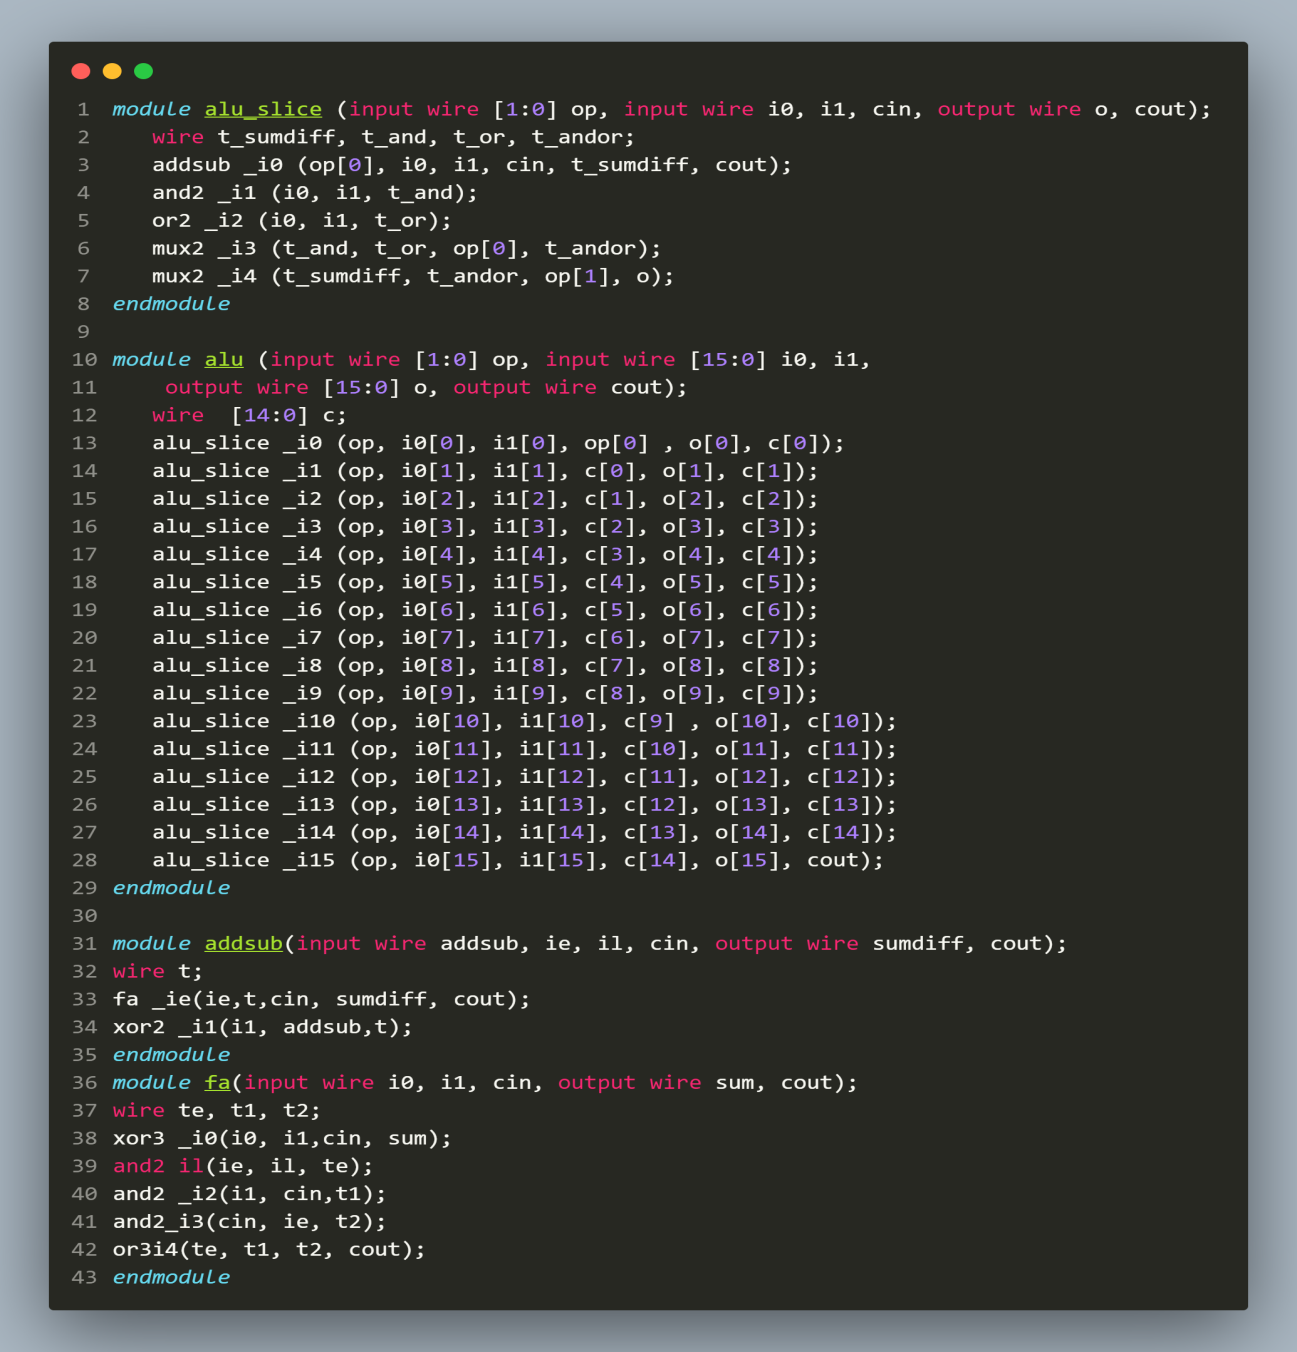 1 module alu_slice (input wire [1:0] op, input wire i0, i1, cin, output wire o, cout);
2    wire t_sumdiff, t_and, t_or, t_andor;
3    addsub _i0 (op[0], i0, i1, cin, t_sumdiff, cout);
4    and2 _i1 (i0, i1, t_and);
5    or2 _i2 (i0, i1, t_or);
6    mux2 _i3 (t_and, t_or, op[0], t_andor);
7    mux2 _i4 (t_sumdiff, t_andor, op[1], o);
8 endmodule
9
10 module alu (input wire [1:0] op, input wire [15:0] i0, i1,
11     output wire [15:0] o, output wire cout);
12    wire  [14:0] c;
13    alu_slice _i0 (op, i0[0], i1[0], op[0] , o[0], c[0]);
14    alu_slice _i1 (op, i0[1], i1[1], c[0], o[1], c[1]);
15    alu_slice _i2 (op, i0[2], i1[2], c[1], o[2], c[2]);
16    alu_slice _i3 (op, i0[3], i1[3], c[2], o[3], c[3]);
17    alu_slice _i4 (op, i0[4], i1[4], c[3], o[4], c[4]);
18    alu_slice _i5 (op, i0[5], i1[5], c[4], o[5], c[5]);
19    alu_slice _i6 (op, i0[6], i1[6], c[5], o[6], c[6]);
20    alu_slice _i7 (op, i0[7], i1[7], c[6], o[7], c[7]);
21    alu_slice _i8 (op, i0[8], i1[8], c[7], o[8], c[8]);
22    alu_slice _i9 (op, i0[9], i1[9], c[8], o[9], c[9]);
23    alu_slice _i10 (op, i0[10], i1[10], c[9] , o[10], c[10]);
24    alu_slice _i11 (op, i0[11], i1[11], c[10], o[11], c[11]);
25    alu_slice _i12 (op, i0[12], i1[12], c[11], o[12], c[12]);
26    alu_slice _i13 (op, i0[13], i1[13], c[12], o[13], c[13]);
27    alu_slice _i14 (op, i0[14], i1[14], c[13], o[14], c[14]);
28    alu_slice _i15 (op, i0[15], i1[15], c[14], o[15], cout);
29 endmodule
30
31 module addsub(input wire addsub, ie, il, cin, output wire sumdiff, cout);
32 wire t;
33 fa _ie(ie,t,cin, sumdiff, cout);
34 xor2 _i1(i1, addsub,t);
35 endmodule
36 module fa(input wire i0, i1, cin, output wire sum, cout);
37 wire te, t1, t2;
38 xor3 _i0(i0, i1,cin, sum);
39 and2 il(ie, il, te);
40 and2 _i2(i1, cin,t1);
41 and2_i3(cin, ie, t2);
42 or3i4(te, t1, t2, cout);
43 endmodule